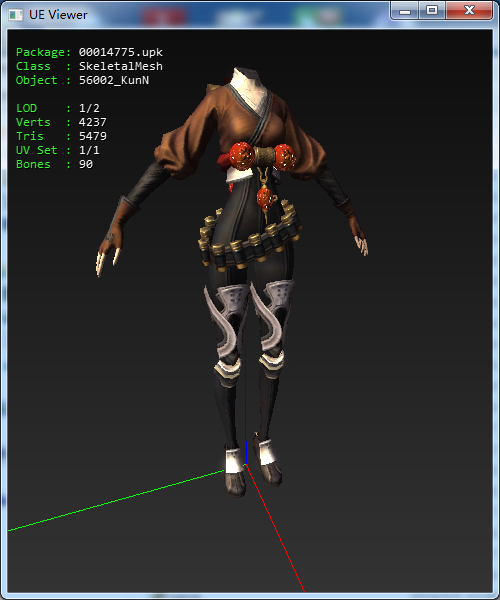 UE Viewer
Package: 00014775.upk
Class : SkeletalMesh
Object : 56002_KunN
LOD : 1/2
Verts : 4237
Tris : 5479
UV Set : 1/1
Bones : 90